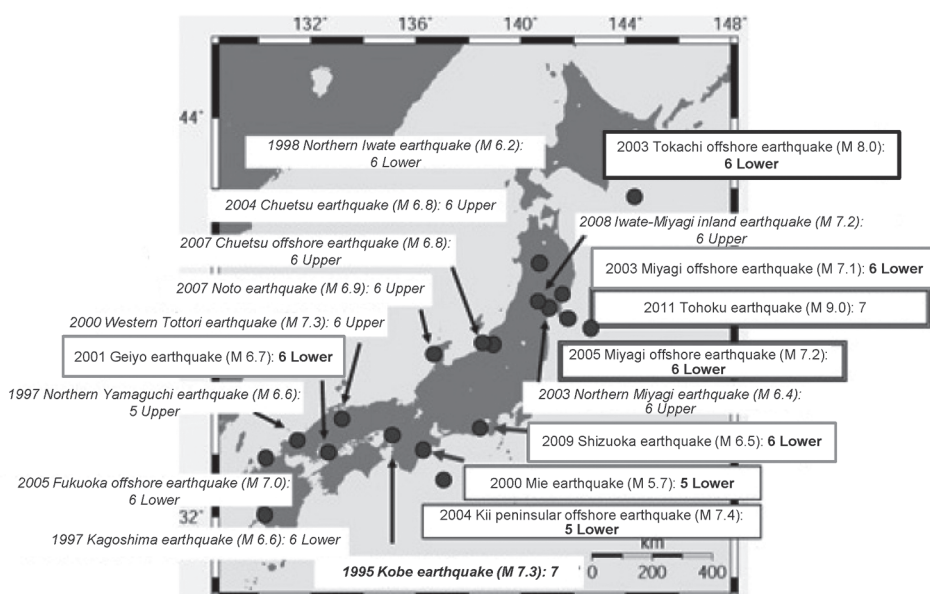 132° 136° 140° 144° 148°
44°
1998 Northern Iwate earthquake (M 6.2):
6 Lower
2003 Tokachi offshore earthquake (M 8.0):
6 Lower
2004 Chuetsu earthquake (M 6.8): 6 Upper
2008 Iwate-Miyagi inland earthquake (M 7.2):
6 Upper
2007 Chuetsu offshore earthquake (M 6.8):
6 Upper
2003 Miyagi offshore earthquake (M 7.1): 6 Lower
2007 Noto earthquake (M 6.9): 6 Upper
2011 Tohoku earthquake (M 9.0): 7
2000 Western Tottori earthquake (M 7.3): 6 Upper
2001 Geiyo earthquake (M 6.7): 6 Lower
2005 Miyagi offshore earthquake (M 7.2):
6 Lower
1997 Northern Yamaguchi earthquake (M 6.6):
5 Upper
2003 Northern Miyagi earthquake (M 6.4):
6 Upper
2009 Shizuoka earthquake (M 6.5): 6 Lower
2005 Fukuoka offshore earthquake (M 7.0):
6 Lower
2000 Mie earthquake (M 5.7): 5 Lower
32°
2004 Kii peninsular offshore earthquake (M 7.4):
5 Lower
1997 Kagoshima earthquake (M 6.6): 6 Lower
km
1995 Kobe earthquake (M 7.3): 7
0 200 400